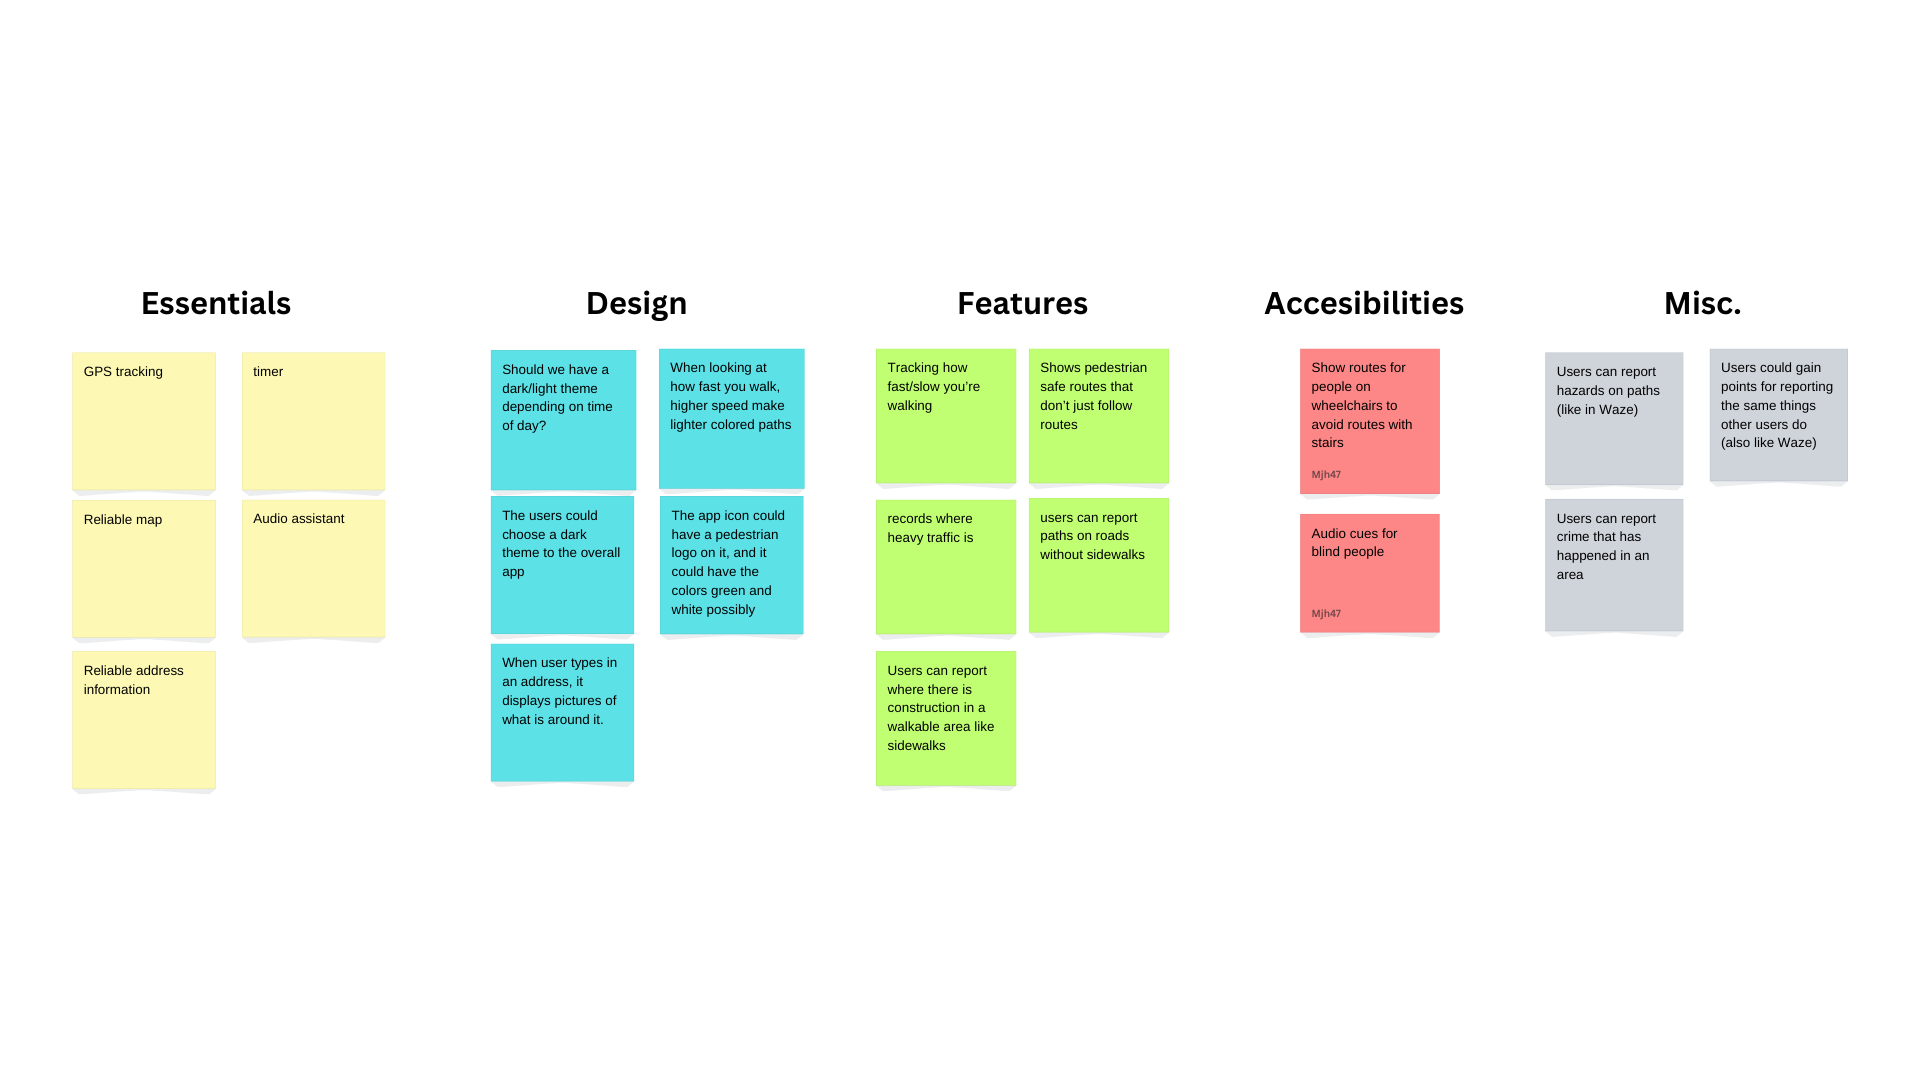 Essentials
GPS tracking
timer
Reliable map
Audio assistant
Reliable address
information
Design
Should we have a
dark/light theme
depending on time
of day?
When looking at
how fast you walk,
higher speed make
lighter colored paths
The users could
choose a dark
theme to the overall
app
The app icon could
have a pedestrian
logo on it, and it
could have the
colors green and
white possibly
When user types in
an address, it
displays pictures of
what is around it.
Features
Tracking how
fast/slow you’re
walking
Shows pedestrian
safe routes that
don’t just follow
routes
records where
heavy traffic is
users can report
paths on roads
without sidewalks
Users can report
where there is
construction in a
walkable area like
sidewalks
Accesibilities
Show routes for
people on
wheelchairs to
avoid routes with
stairs
Mjh47
Audio cues for
blind people
Mjh47
Misc.
Users can report
hazards on paths
(like in Waze)
Users could gain
points for reporting
the same things
other users do
(also like Waze)
Users can report
crime that has
happened in an
area